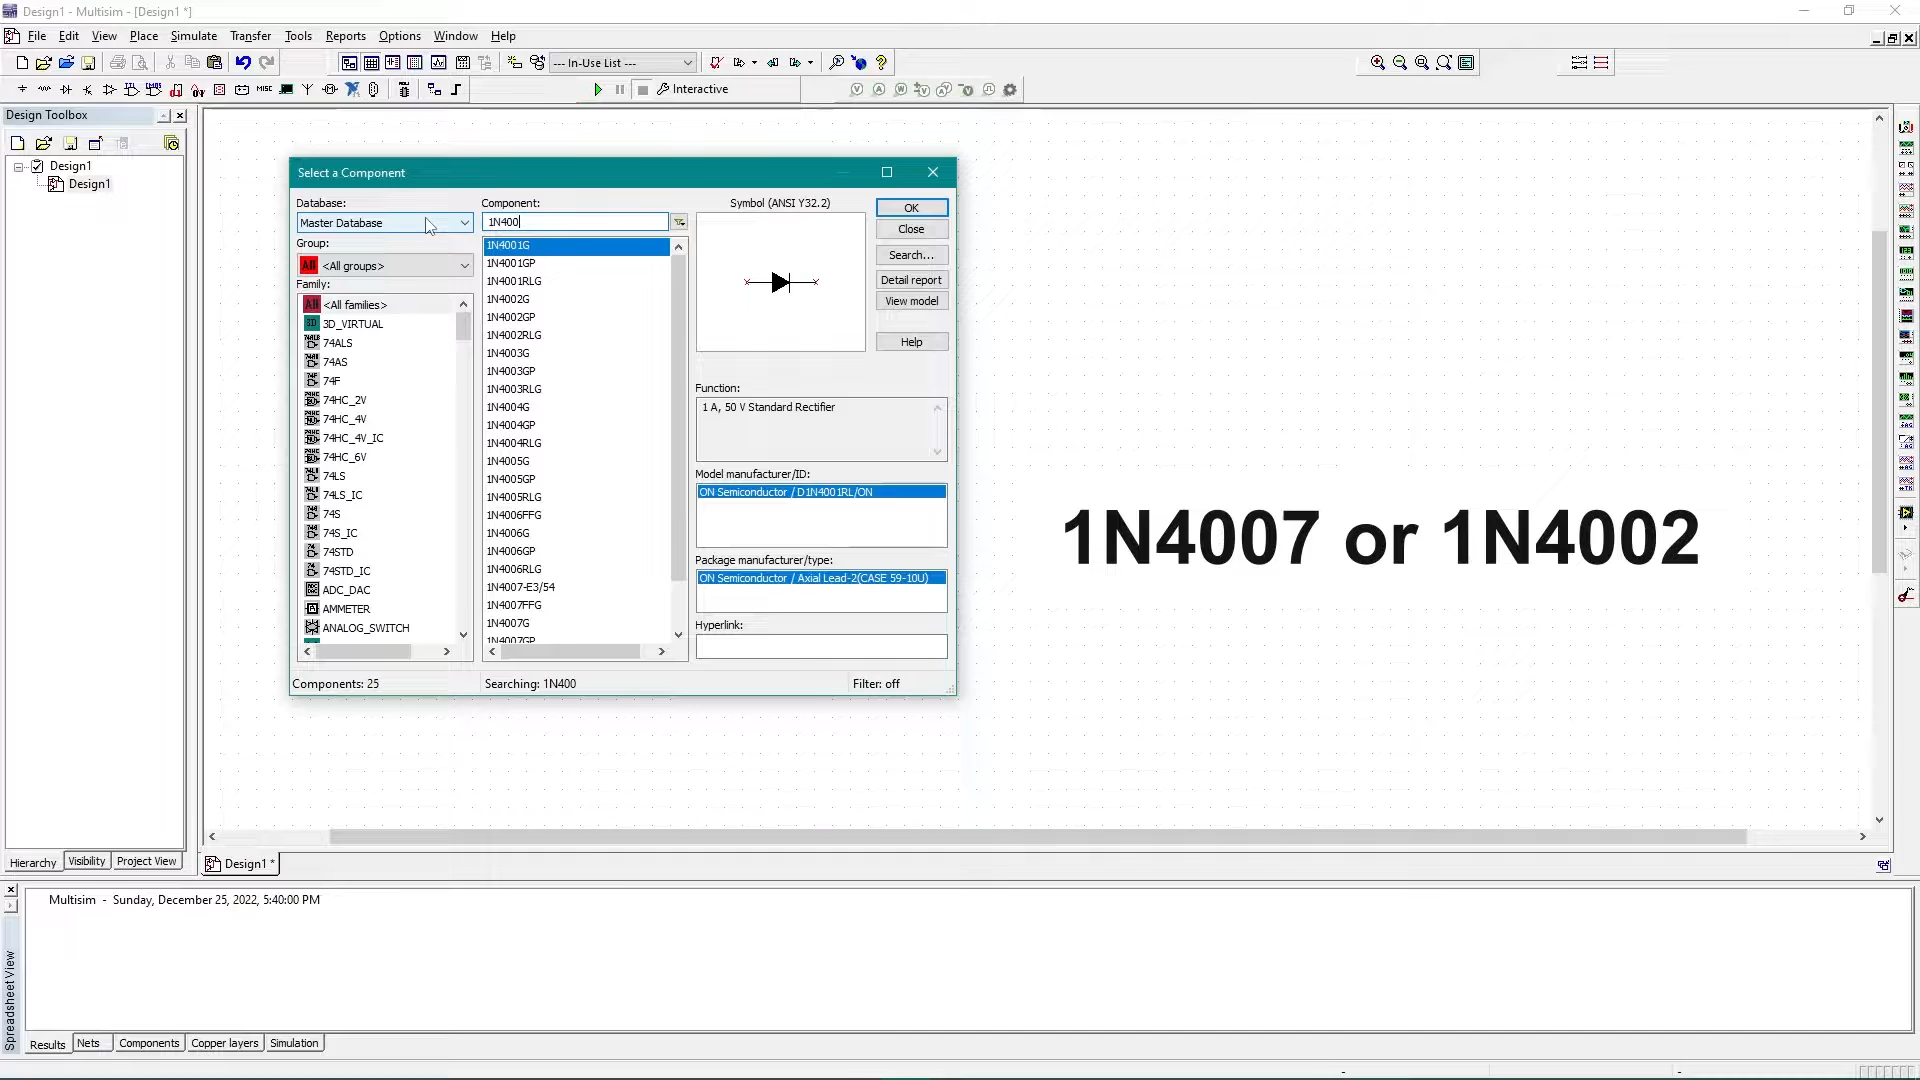 Design1 - Multisim - [Design1 *]
File Edit View Place Simulate Transfer Tools Reports Options Window Help
--- In-Use List ---
MISC Interactive
Design Toolbox
Design1
Design1
Select a Component
Database:
Master Database
Group:
All <All groups>
Family:
All <All families>
3D 3D_VIRTUAL
74ALS
74AS
74F
74HC_2V
74HC_4V
74HC_4V_IC
74HC_6V
74LS
74LS_IC
74S
74S_IC
74STD
74STD_IC
ADC_DAC
AMMETER
ANALOG_SWITCH
Components: 25
Component:
1N400
1N4001G
1N4001GP
1N4001RLG
1N4002G
1N4002GP
1N4002RLG
1N4003G
1N4003GP
1N4003RLG
1N4004G
1N4004GP
1N4004RLG
1N4005G
1N4005GP
1N4005RLG
1N4006FFG
1N4006G
1N4006GP
1N4006RLG
1N4007-E3/54
1N4007FFG
1N4007G
1N4007GP
Searching: 1N400
Symbol (ANSI Y32.2)
Function:
1 A, 50 V Standard Rectifier
Model manufacturer/ID:
ON Semiconductor / D1N4001RL/ON
Package manufacturer/type:
ON Semiconductor / Axial Lead-2(CASE 59-10U)
Hyperlink:
Filter: off
OK
Close
Search...
Detail report
View model
Help
1N4007 or 1N4002
Hierarchy Visibility Project View
Design1 *
Multisim - Sunday, December 25, 2022, 5:40:00 PM
Spreadsheet View
Results Nets Components Copper layers Simulation